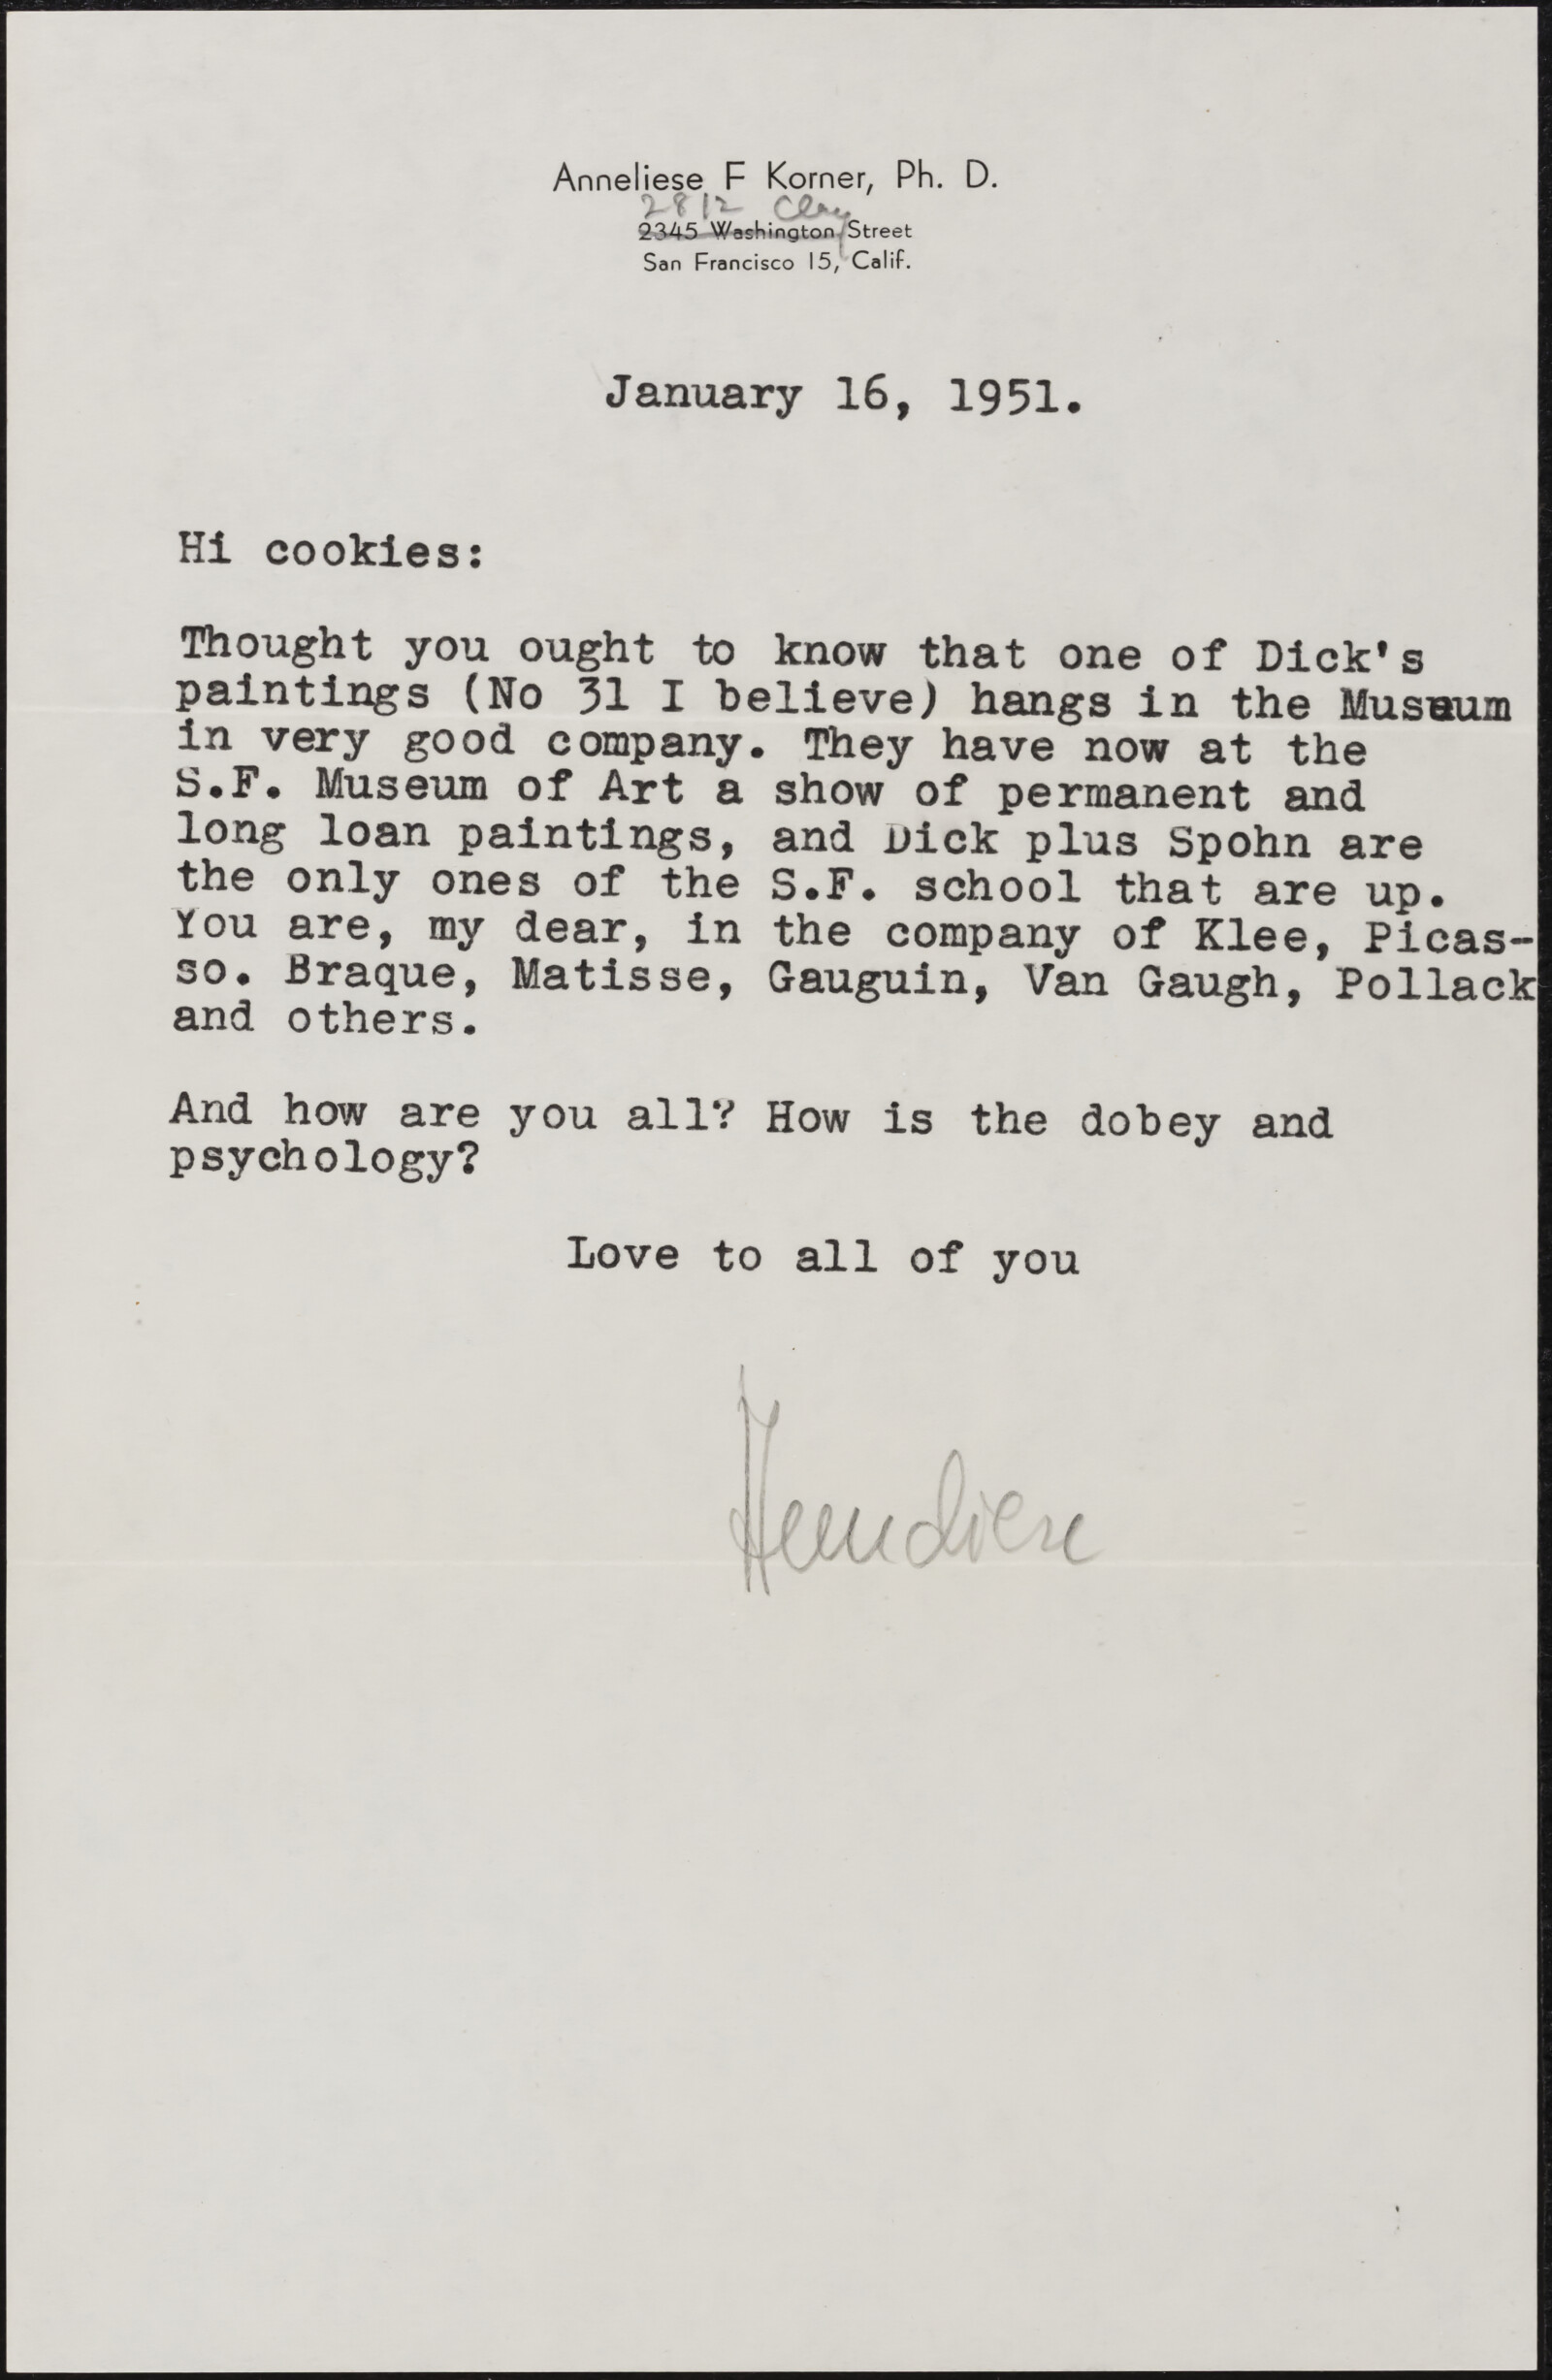 Anneliese F Korner, Ph. D.
2812 Clay
2345 Washington Street
San Francisco 15, Calif.
January 16, 1951.
Hi cookies:
Thought you ought to know that one of Dick's
paintings (No 31 I believe) hangs in the Museum
in very good company. They have now at the
S.F. Museum of Art a show of permanent and
long loan paintings, and Dick plus Spohn are
the only ones of the S.F. school that are up.
You are, my dear, in the company of Klee, Picas-
so. Braque, Matisse, Gauguin, Van Gaugh, Pollack
and others.
And how are you all? How is the dobey and
psychology?
Love to all of you